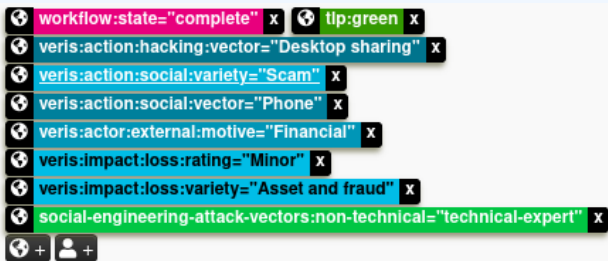 workflow:state="complete" x tlp:green x
veris:action:hacking:vector="Desktop sharing" x
veris:action:social:variety="Scam" x
veris:action:social:vector="Phone" x
veris:actor:external:motive="Financial" x
veris:impact:loss:rating="Minor" x
veris:impact:loss:variety="Asset and fraud" x
social-engineering-attack-vectors:non-technical="technical-expert" x
+ +